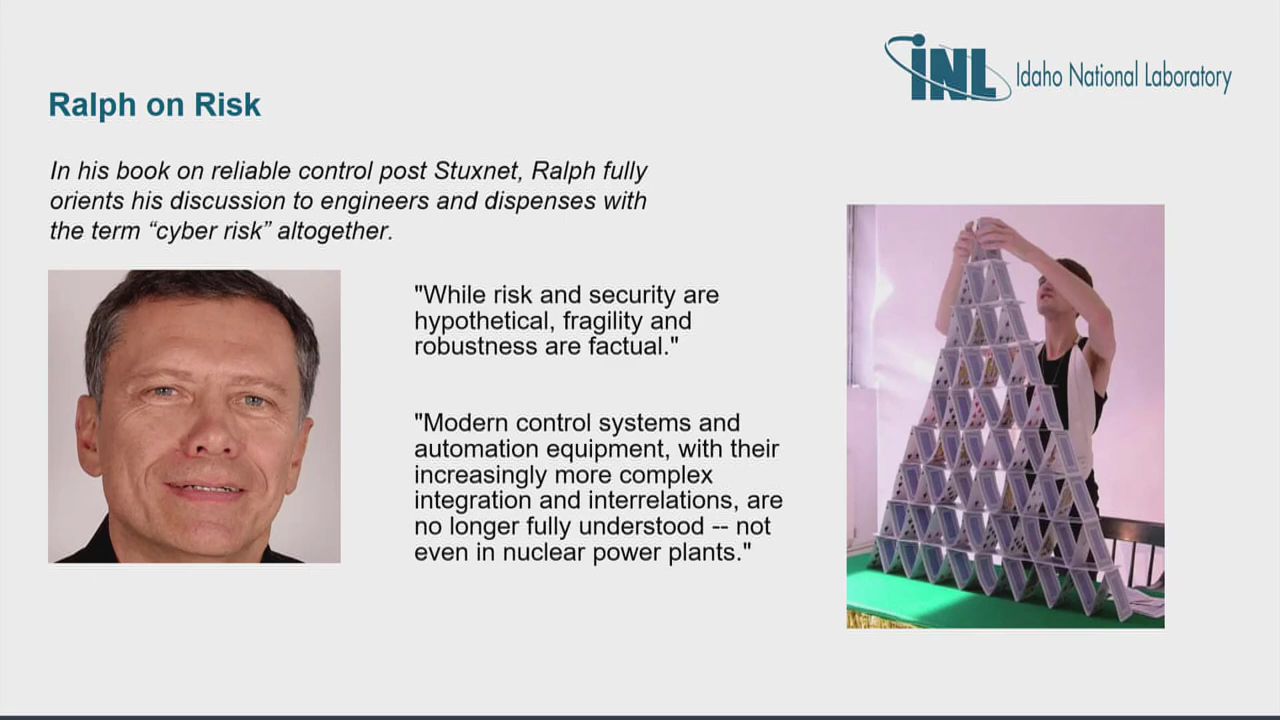 INL Idaho National Laboratory
Ralph on Risk
In his book on reliable control post Stuxnet, Ralph fully
orients his discussion to engineers and dispenses with
the term “cyber risk” altogether.
"While risk and security are
hypothetical, fragility and
robustness are factual."
"Modern control systems and
automation equipment, with their
increasingly more complex
integration and interrelations, are
no longer fully understood -- not
even in nuclear power plants."